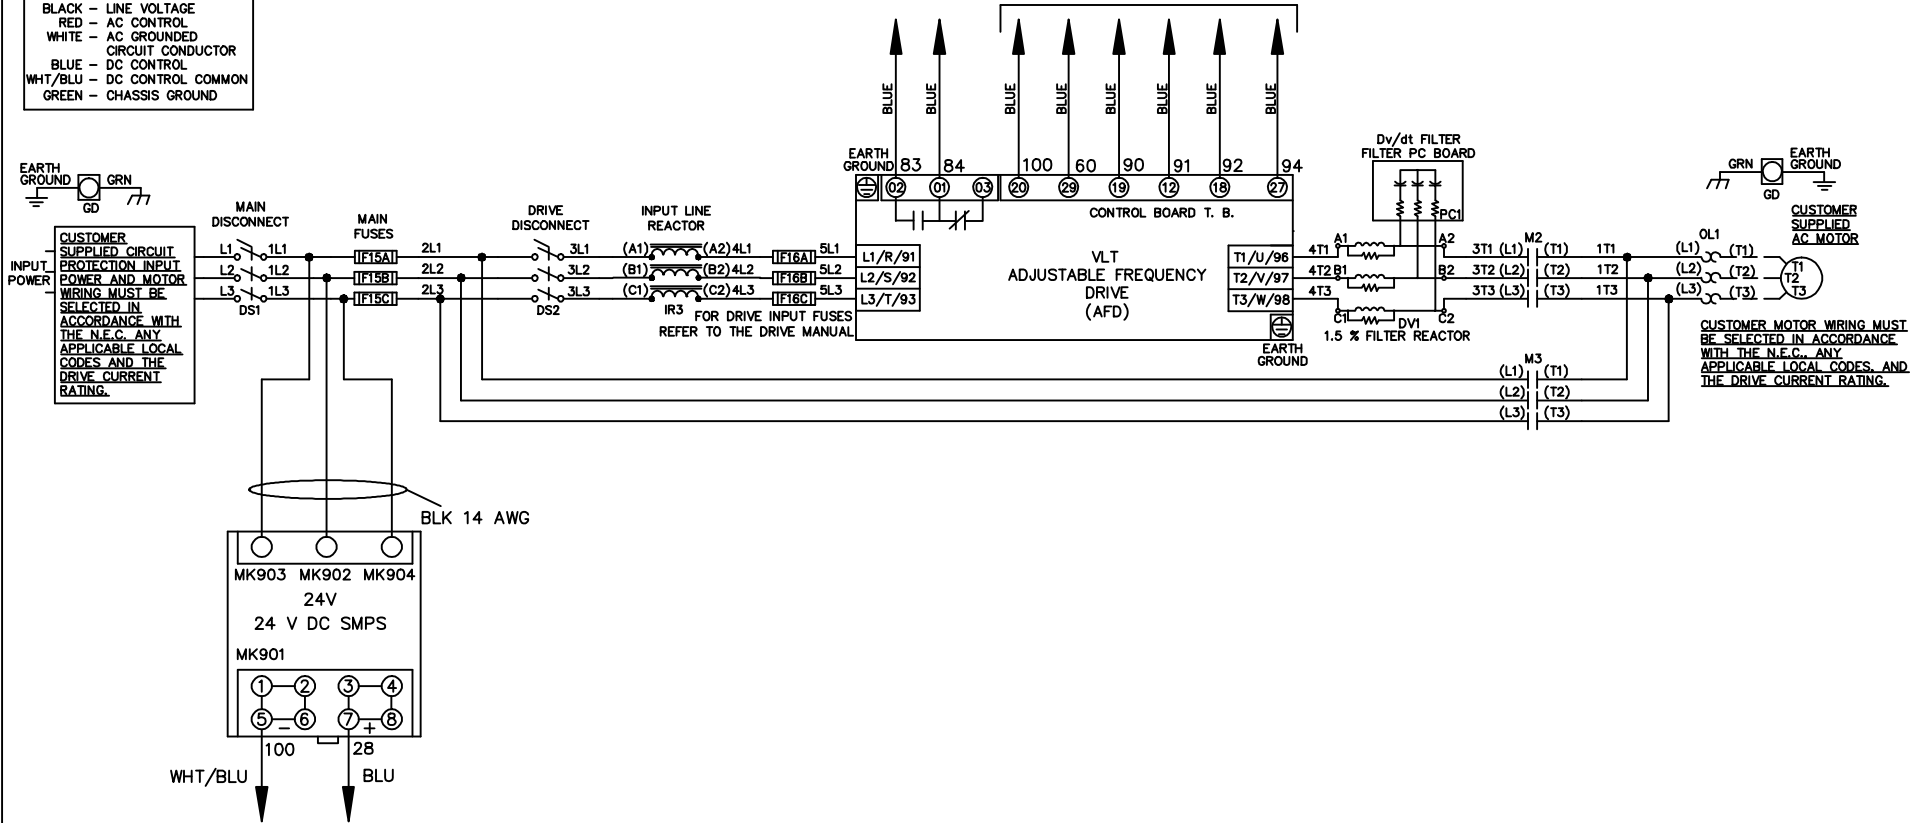 BLACK – LINE VOLTAGE
RED – AC CONTROL
WHITE – AC GROUNDED
CIRCUIT CONDUCTOR
BLUE – DC CONTROL
WHT/BLU – DC CONTROL COMMON
GREEN – CHASSIS GROUND
BLUE
BLUE
BLUE
BLUE
BLUE
BLUE
BLUE
BLUE
EARTH
GROUND
83
84
100
60
90
91
92
94
02
01
03
20
29
19
12
18
27
CONTROL BOARD T. B.
Dv/dt FILTER
FILTER PC BOARD
PC1
EARTH
GROUND
GRN
GD
GRN
EARTH
GROUND
GD
MAIN
DISCONNECT
MAIN
FUSES
DRIVE
DISCONNECT
INPUT LINE
REACTOR
INPUT
POWER
CUSTOMER
SUPPLIED CIRCUIT
PROTECTION INPUT
POWER AND MOTOR
WIRING MUST BE
SELECTED IN
ACCORDANCE WITH
THE N.E.C. ANY
APPLICABLE LOCAL
CODES AND THE
DRIVE CURRENT
RATING.
L1 1L1 F15A 2L1 3L1 (A1) (A2) 4L1 F16A 5L1 L1/R/91
L2 1L2 F15B 2L2 3L2 (B1) (B2) 4L2 F16B 5L2 L2/S/92
L3 1L3 F15C 2L3 3L3 (C1) (C2) 4L3 F16C 5L3 L3/T/93
DS1
DS2
IR3
FOR DRIVE INPUT FUSES
REFER TO THE DRIVE MANUAL
VLT
ADJUSTABLE FREQUENCY
DRIVE
(AFD)
T1/U/96 4T1 A1 A2 3T1 (L1) M2 (T1) 1T1 (L1) OL1 (T1) T1
T2/V/97 4T2 B1 B2 3T2 (L2) (T2) 1T2 (L2) (T2) T2
T3/W/98 4T3 C1 C2 3T3 (L3) (T3) 1T3 (L3) (T3) T3
DV1
1.5 % FILTER REACTOR
EARTH
GROUND
CUSTOMER
SUPPLIED
AC MOTOR
CUSTOMER MOTOR WIRING MUST
BE SELECTED IN ACCORDANCE
WITH THE N.E.C., ANY
APPLICABLE LOCAL CODES, AND
THE DRIVE CURRENT RATING.
M3
(L1) (T1)
(L2) (T2)
(L3) (T3)
BLK 14 AWG
MK903 MK902 MK904
24V
24 V DC SMPS
MK901
1 2 3 4
5 – 6 7 + 8
100 28
WHT/BLU BLU